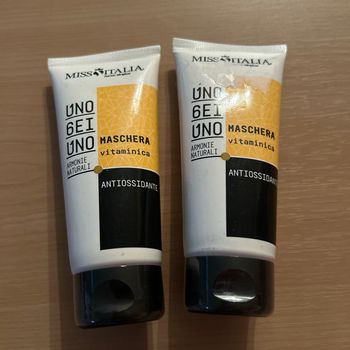 MISS ITALIA
UNO
6EI
UNO
ARMONIE
NATURALI
MASCHERA
vitaminica
ANTIOSSIDANTE
MISS ITALIA
UNO
6EI
UNO
ARMONIE
NATURALI
MASCHERA
vitaminica
ANTIOSSIDANTE